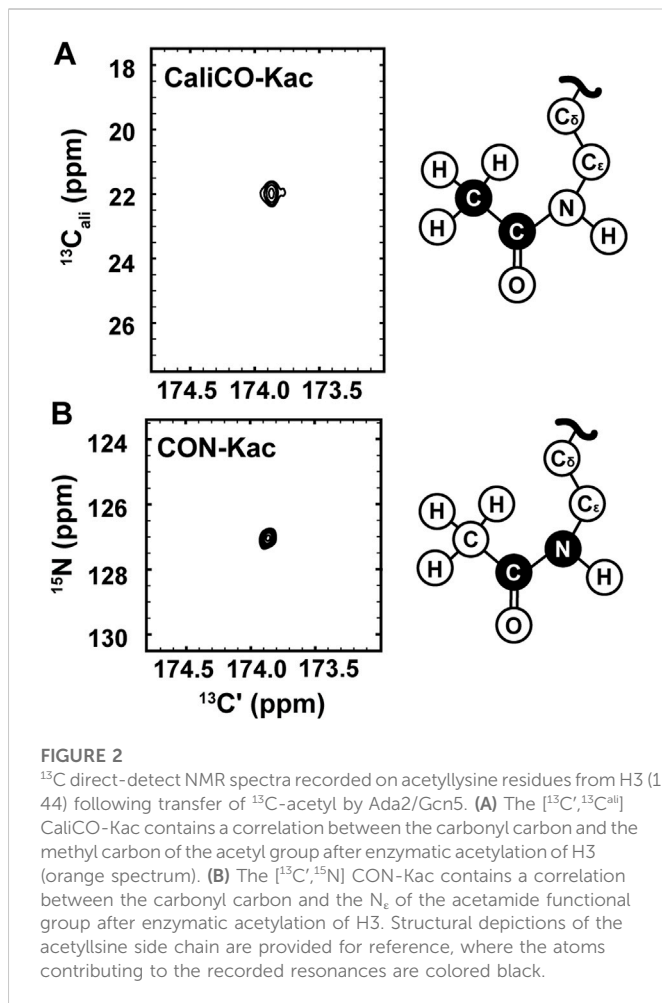 A
CaliCO-Kac
18
20
22
24
26
¹³C_ali (ppm)
174.5 174.0 173.5
Cδ
Cε
H H
H C
C N
H
O
B
CON-Kac
124
126
128
130
¹⁵N (ppm)
174.5 174.0 173.5
¹³C' (ppm)
Cδ
Cε
H H
H C
C N
H
O
FIGURE 2
¹³C direct-detect NMR spectra recorded on acetyllysine residues from H3 (1
44) following transfer of ¹³C-acetyl by Ada2/Gcn5. (A) The [¹³C′,¹³Cᵃˡⁱ]
CaliCO-Kac contains a correlation between the carbonyl carbon and the
methyl carbon of the acetyl group after enzymatic acetylation of H3
(orange spectrum). (B) The [¹³C′,¹⁵N] CON-Kac contains a correlation
between the carbonyl carbon and the Nε of the acetamide functional
group after enzymatic acetylation of H3. Structural depictions of the
acetyllsine side chain are provided for reference, where the atoms
contributing to the recorded resonances are colored black.